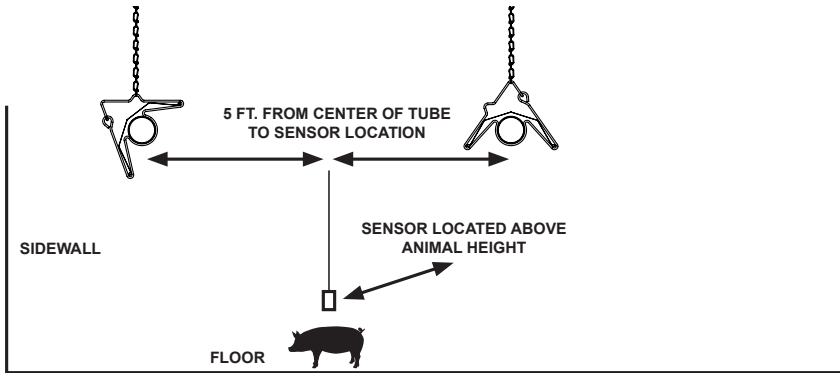 5 FT. FROM CENTER OF TUBE
TO SENSOR LOCATION
SENSOR LOCATED ABOVE
ANIMAL HEIGHT
SIDEWALL
FLOOR